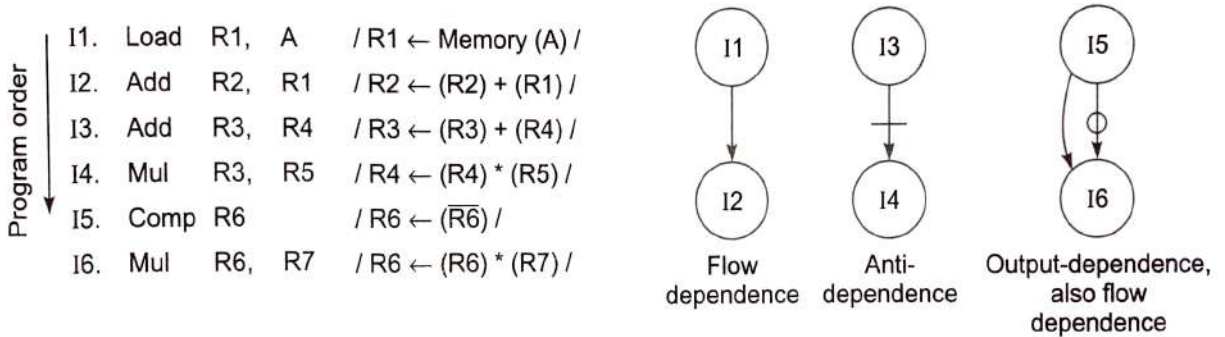 Program order
I1. Load R1, A / R1 ← Memory (A) /
I2. Add R2, R1 / R2 ← (R2) + (R1) /
I3. Add R3, R4 / R3 ← (R3) + (R4) /
I4. Mul R3, R5 / R4 ← (R4) * (R5) /
I5. Comp R6 / R6 ← (R̅6̅) /
I6. Mul R6, R7 / R6 ← (R6) * (R7) /
I1
I2
Flow
dependence
I3
I4
Anti-
dependence
I5
I6
Output-dependence,
also flow
dependence